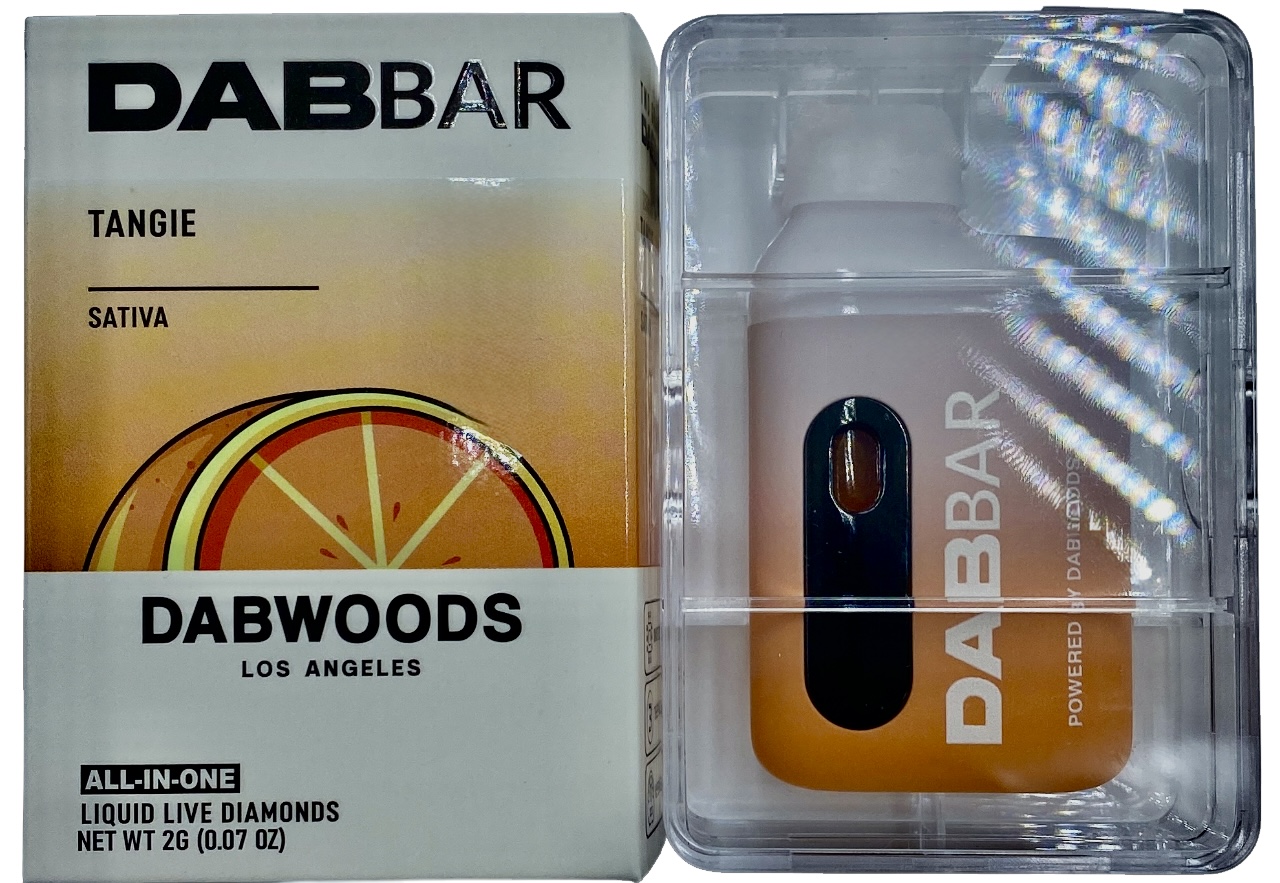 DABBAR
TANGIE
SATIVA
DABWOODS
LOS ANGELES
ALL-IN-ONE
LIQUID LIVE DIAMONDS
NET WT 2G (0.07 OZ)
DABBAR
POWERED BY DABWOODS